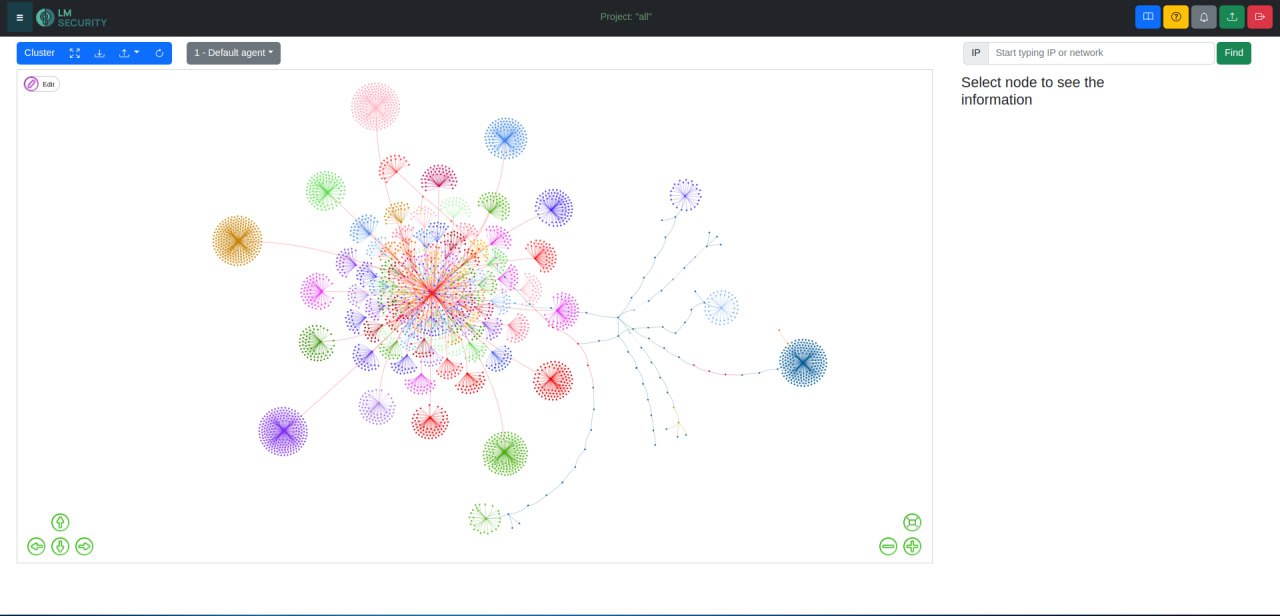 ≡
LM
SECURITY
Project: "all"
Cluster
1 - Default agent
IP
Start typing IP or network
Find
Edit
Select node to see the
information